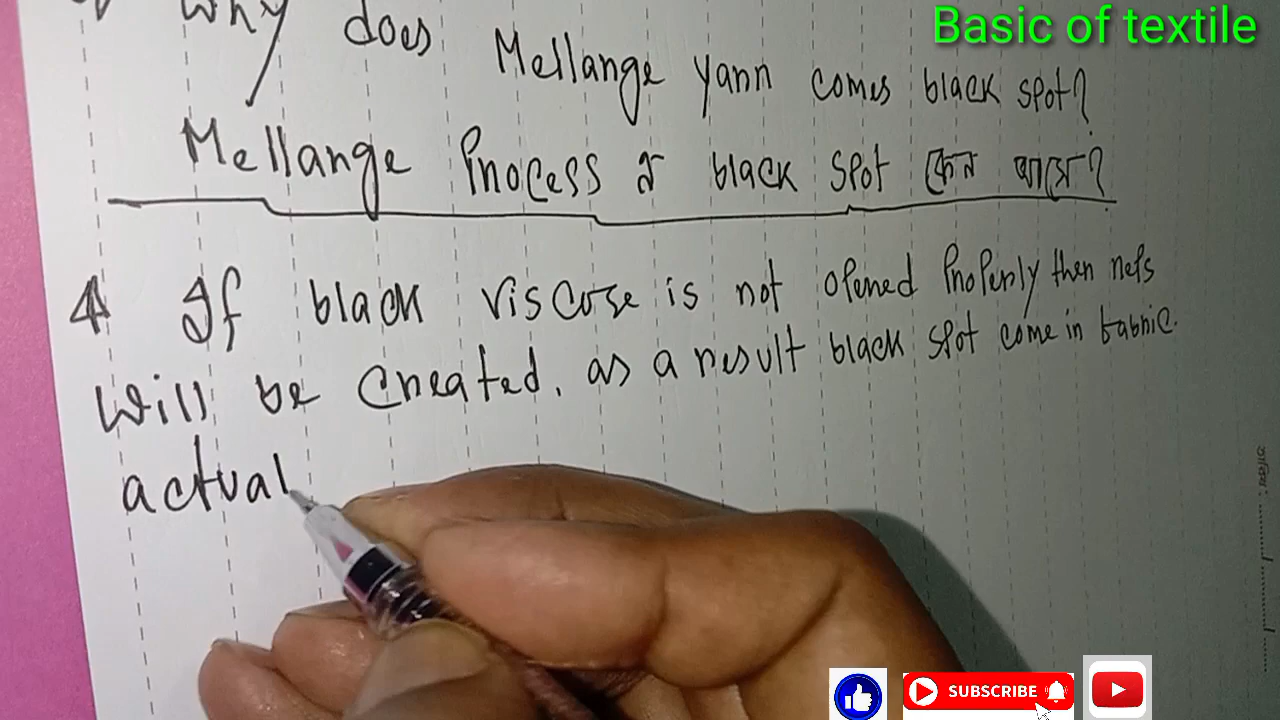 Basic of textile
Why does Mellange yarn comes black spot?
Mellange Process এ black spot কেন আসে?
If black viscose is not opened Properly then neps
will be created. as a result black spot come in fabric.
actual
SUBSCRIBE